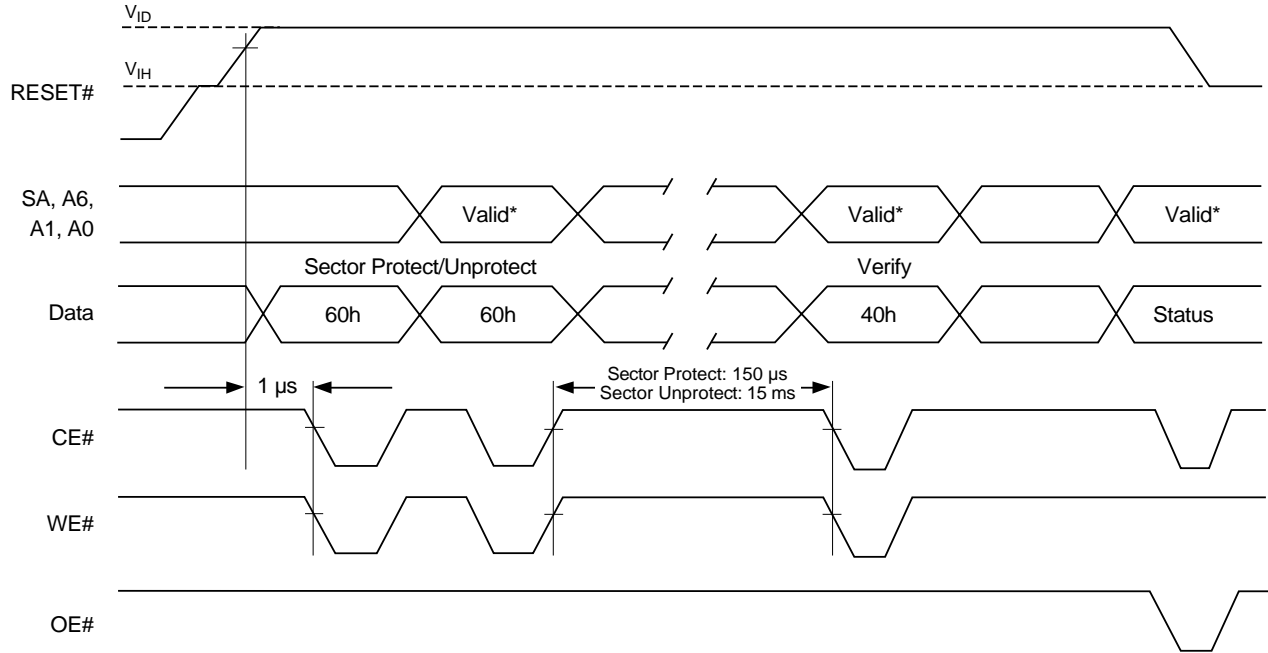 VID
VIH
RESET#
SA, A6,
A1, A0
Valid*
Valid*
Valid*
Sector Protect/Unprotect
Verify
Data
60h
60h
40h
Status
1 µs
Sector Protect: 150 µs
Sector Unprotect: 15 ms
CE#
WE#
OE#